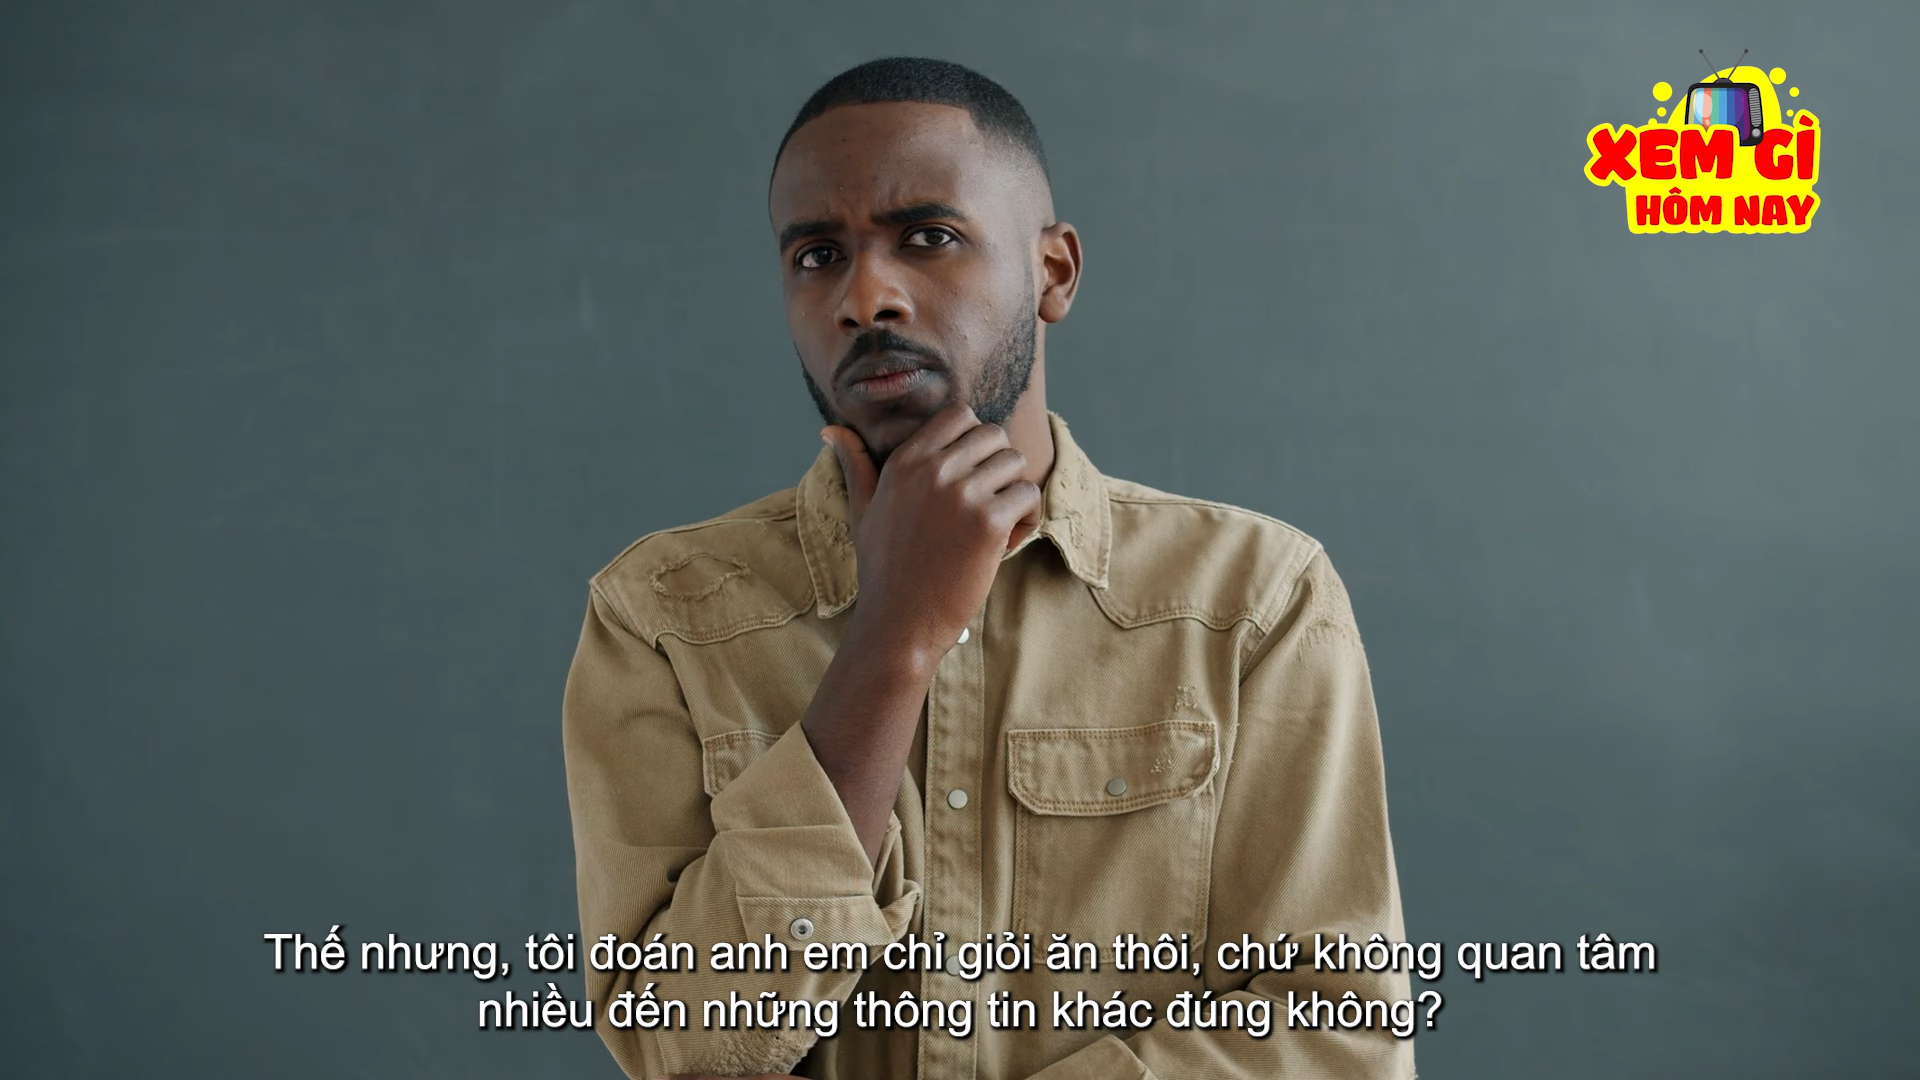 XEM GÌ
HÔM NAY
Thế nhưng, tôi đoán anh em chỉ giỏi ăn thôi, chứ không quan tâm
nhiều đến những thông tin khác đúng không?